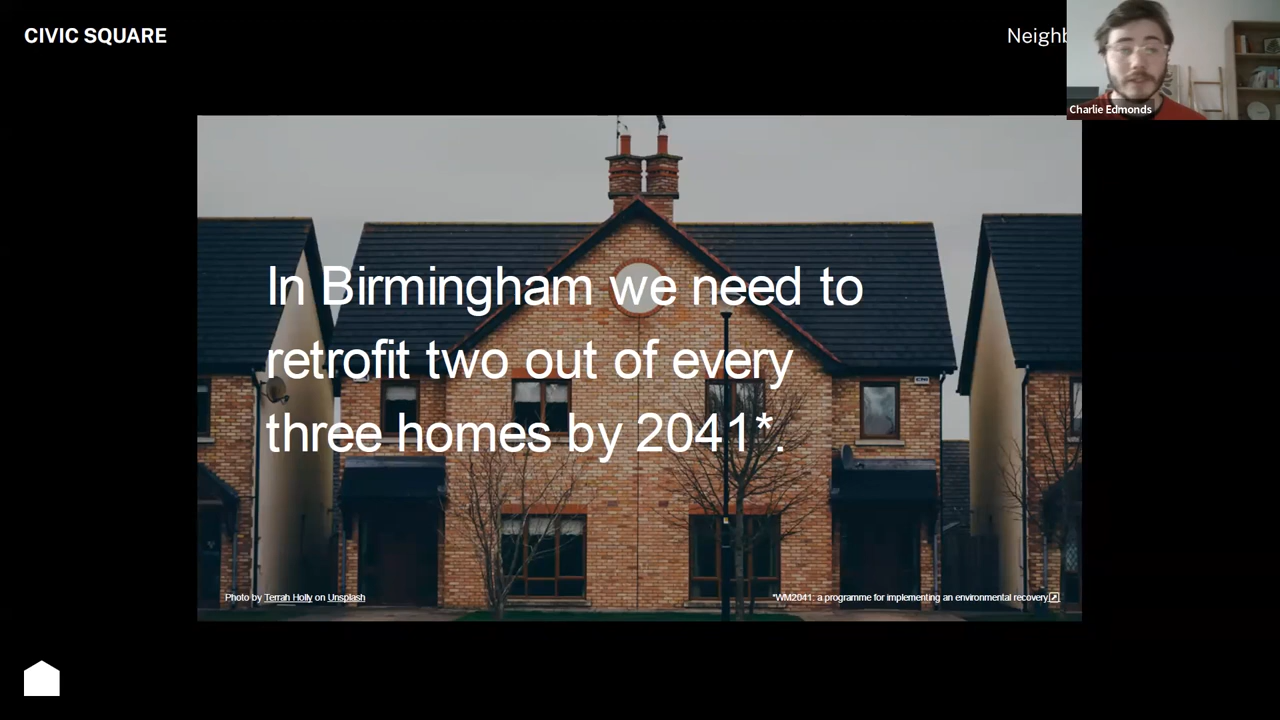 CIVIC SQUARE
Neighb
Charlie Edmonds
In Birmingham we need to
retrofit two out of every
three homes by 2041*.
Photo by Terrah Holly on Unsplash
*WM2041: a programme for implementing an environmental recovery